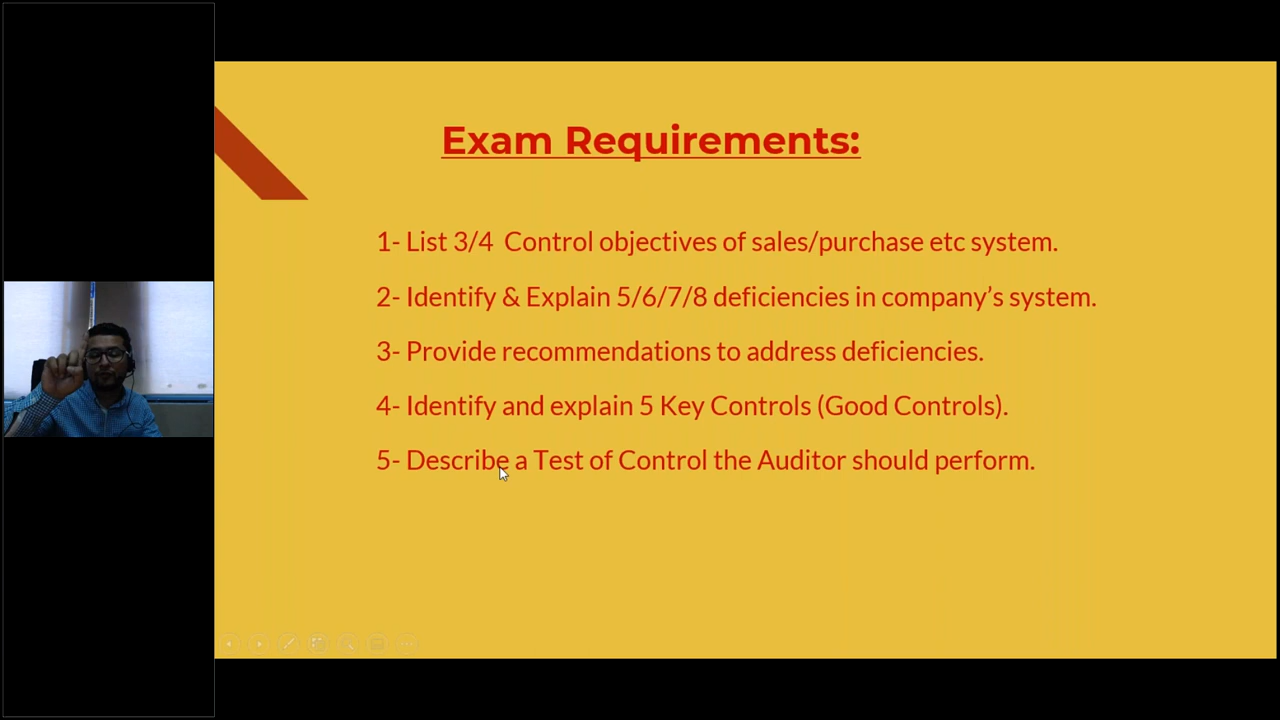 Exam Requirements:
1- List 3/4 Control objectives of sales/purchase etc system.
2- Identify & Explain 5/6/7/8 deficiencies in company’s system.
3- Provide recommendations to address deficiencies.
4- Identify and explain 5 Key Controls (Good Controls).
5- Describe a Test of Control the Auditor should perform.